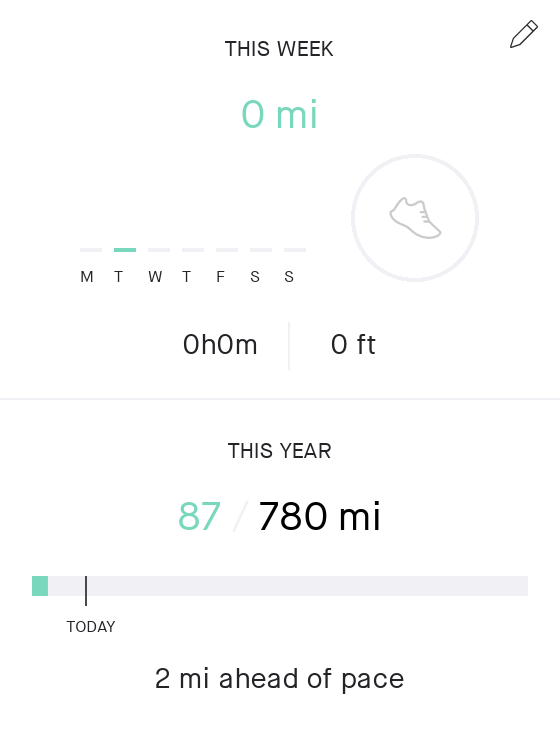 THIS WEEK
0 mi
M T W T F S S
0h0m 0 ft
THIS YEAR
87 / 780 mi
TODAY
2 mi ahead of pace